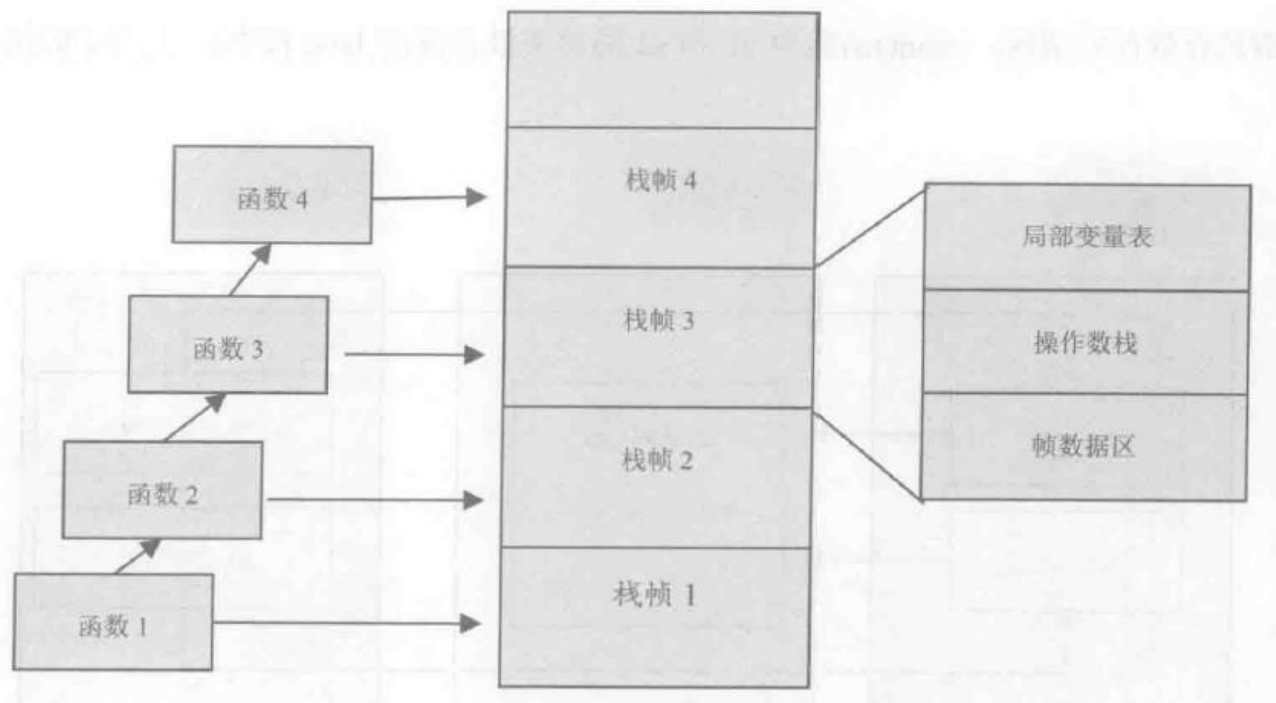 函数 4
函数 3
函数 2
函数 1
栈帧 4
栈帧 3
栈帧 2
栈帧 1
局部变量表
操作数栈
帧数据区